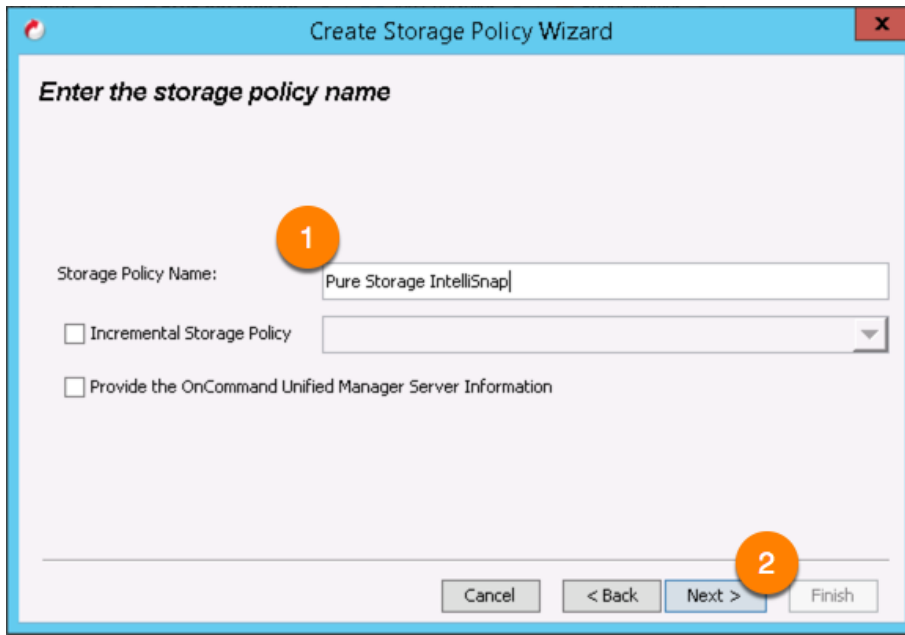 Create Storage Policy Wizard
x
Enter the storage policy name
1
Storage Policy Name:
Pure Storage IntelliSnap
Incremental Storage Policy
Provide the OnCommand Unified Manager Server Information
2
Cancel < Back Next > Finish